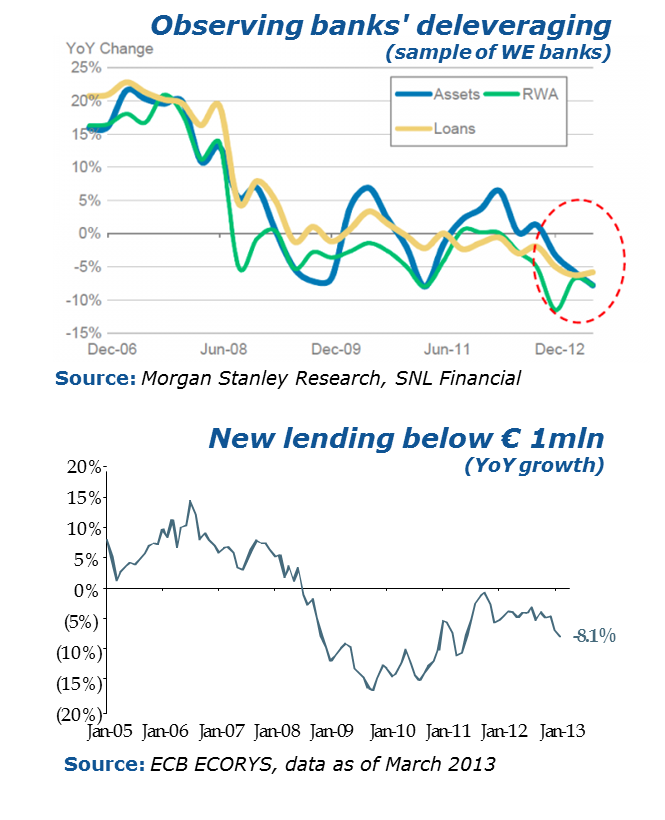 Observing banks' deleveraging
(sample of WE banks)
YoY Change
25%
20%
15%
10%
5%
0%
-5%
-10%
-15%
Assets RWA
Loans
Dec-06 Jun-08 Dec-09 Jun-11 Dec-12
Source: Morgan Stanley Research, SNL Financial
New lending below € 1mln
(YoY growth)
20%
15%
10%
5%
0%
(5%)
(10%)
(15%)
(20%)
-8.1%
Jan-05 Jan-06 Jan-07 Jan-08 Jan-09 Jan-10 Jan-11 Jan-12 Jan-13
Source: ECB ECORYS, data as of March 2013